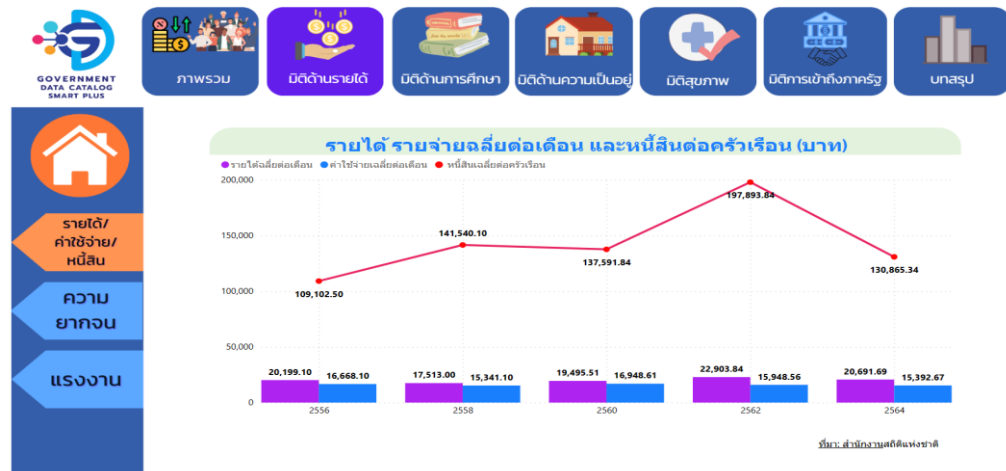 GOVERNMENT
DATA CATALOG
SMART PLUS
ภาพรวม
มิติด้านรายได้
มิติด้านการศึกษา
มิติด้านความเป็นอยู่
มิติสุขภาพ
มิติการเข้าถึงภาครัฐ
บทสรุป
รายได้/
ค่าใช้จ่าย/
หนี้สิน
ความ
ยากจน
แรงงาน
รายได้ รายจ่ายฉลี่ยต่อเดือน และหนี้สินต่อครัวเรือน (บาท)
รายได้ฉลี่ยต่อเดือน ค่าใช้จ่ายเฉลี่ยต่อเดือน หนี้สินเฉลี่ยต่อครัวเรือน
200,000
150,000
100,000
50,000
0
109,102.50
141,540.10
137,591.84
197,893.84
130,865.34
20,199.10 16,668.10 17,513.00 15,341.10 19,495.51 16,948.61 22,903.84 15,948.56 20,691.69 15,392.67
2556 2558 2560 2562 2564
ที่มา: สำนักงานสถิติแห่งชาติ